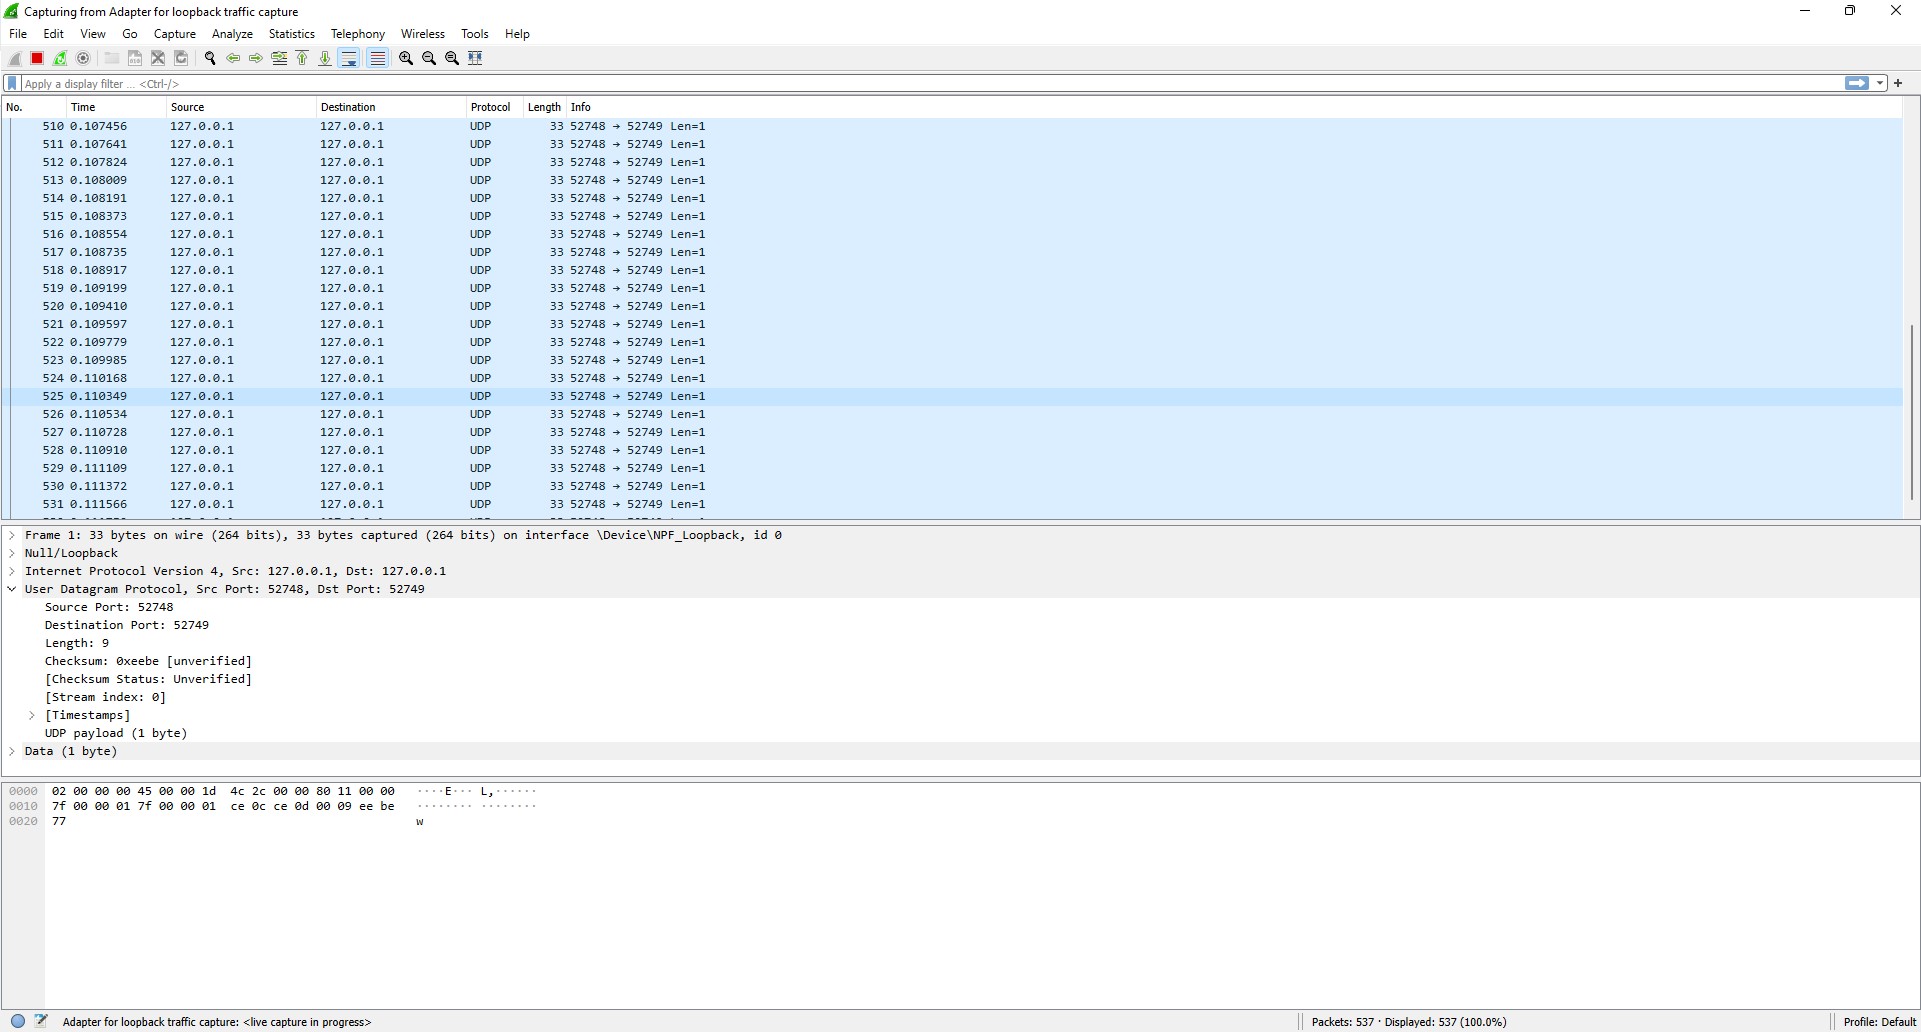 Capturing from Adapter for loopback traffic capture
File Edit View Go Capture Analyze Statistics Telephony Wireless Tools Help
Apply a display filter ... <Ctrl-/>
No. Time Source Destination Protocol Length Info
510 0.107456 127.0.0.1 127.0.0.1 UDP 33 52748 → 52749 Len=1
511 0.107641 127.0.0.1 127.0.0.1 UDP 33 52748 → 52749 Len=1
512 0.107824 127.0.0.1 127.0.0.1 UDP 33 52748 → 52749 Len=1
513 0.108009 127.0.0.1 127.0.0.1 UDP 33 52748 → 52749 Len=1
514 0.108191 127.0.0.1 127.0.0.1 UDP 33 52748 → 52749 Len=1
515 0.108373 127.0.0.1 127.0.0.1 UDP 33 52748 → 52749 Len=1
516 0.108554 127.0.0.1 127.0.0.1 UDP 33 52748 → 52749 Len=1
517 0.108735 127.0.0.1 127.0.0.1 UDP 33 52748 → 52749 Len=1
518 0.108917 127.0.0.1 127.0.0.1 UDP 33 52748 → 52749 Len=1
519 0.109199 127.0.0.1 127.0.0.1 UDP 33 52748 → 52749 Len=1
520 0.109410 127.0.0.1 127.0.0.1 UDP 33 52748 → 52749 Len=1
521 0.109597 127.0.0.1 127.0.0.1 UDP 33 52748 → 52749 Len=1
522 0.109779 127.0.0.1 127.0.0.1 UDP 33 52748 → 52749 Len=1
523 0.109985 127.0.0.1 127.0.0.1 UDP 33 52748 → 52749 Len=1
524 0.110168 127.0.0.1 127.0.0.1 UDP 33 52748 → 52749 Len=1
525 0.110349 127.0.0.1 127.0.0.1 UDP 33 52748 → 52749 Len=1
526 0.110534 127.0.0.1 127.0.0.1 UDP 33 52748 → 52749 Len=1
527 0.110728 127.0.0.1 127.0.0.1 UDP 33 52748 → 52749 Len=1
528 0.110910 127.0.0.1 127.0.0.1 UDP 33 52748 → 52749 Len=1
529 0.111109 127.0.0.1 127.0.0.1 UDP 33 52748 → 52749 Len=1
530 0.111372 127.0.0.1 127.0.0.1 UDP 33 52748 → 52749 Len=1
531 0.111566 127.0.0.1 127.0.0.1 UDP 33 52748 → 52749 Len=1
Frame 1: 33 bytes on wire (264 bits), 33 bytes captured (264 bits) on interface \Device\NPF_Loopback, id 0
Null/Loopback
Internet Protocol Version 4, Src: 127.0.0.1, Dst: 127.0.0.1
User Datagram Protocol, Src Port: 52748, Dst Port: 52749
Source Port: 52748
Destination Port: 52749
Length: 9
Checksum: 0xeebe [unverified]
[Checksum Status: Unverified]
[Stream index: 0]
[Timestamps]
UDP payload (1 byte)
Data (1 byte)
0000 02 00 00 00 45 00 00 1d 4c 2c 00 00 80 11 00 00 ····E··· L,······
0010 7f 00 00 01 7f 00 00 01 ce 0c ce 0d 00 09 ee be ········ ········
0020 77 w
Adapter for loopback traffic capture: <live capture in progress> Packets: 537 · Displayed: 537 (100.0%) Profile: Default